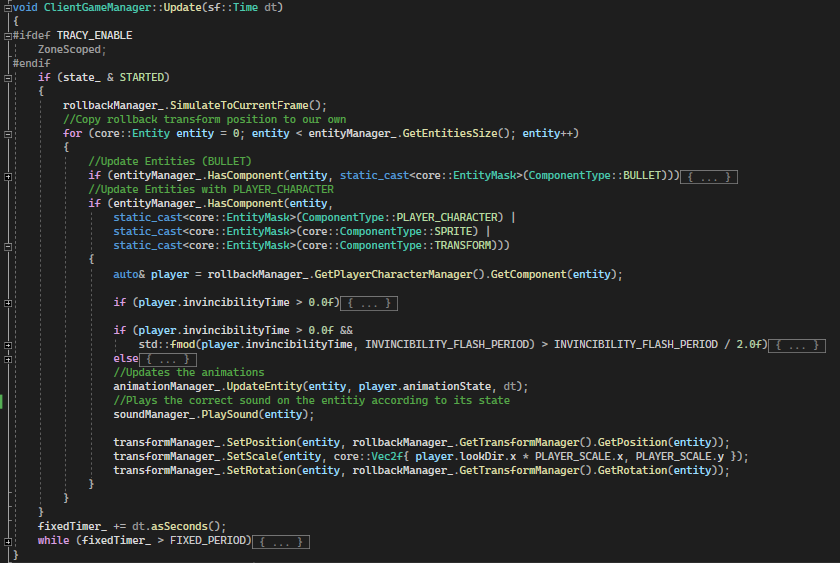 void ClientGameManager::Update(sf::Time dt)
{
#ifdef TRACY_ENABLE
    ZoneScoped;
#endif
    if (state_ & STARTED)
    {
        rollbackManager_.SimulateToCurrentFrame();
        //Copy rollback transform position to our own
        for (core::Entity entity = 0; entity < entityManager_.GetEntitiesSize(); entity++)
        {
            //Update Entities (BULLET)
            if (entityManager_.HasComponent(entity, static_cast<core::EntityMask>(ComponentType::BULLET))){ ... }
            //Update Entities with PLAYER_CHARACTER
            if (entityManager_.HasComponent(entity,
                static_cast<core::EntityMask>(ComponentType::PLAYER_CHARACTER) |
                static_cast<core::EntityMask>(core::ComponentType::SPRITE) |
                static_cast<core::EntityMask>(core::ComponentType::TRANSFORM)))
            {
                auto& player = rollbackManager_.GetPlayerCharacterManager().GetComponent(entity);

                if (player.invincibilityTime > 0.0f){ ... }

                if (player.invincibilityTime > 0.0f &&
                    std::fmod(player.invincibilityTime, INVINCIBILITY_FLASH_PERIOD) > INVINCIBILITY_FLASH_PERIOD / 2.0f){ ... }
                else{ ... }
                //Updates the animations
                animationManager_.UpdateEntity(entity, player.animationState, dt);
                //Plays the correct sound on the entitiy according to its state
                soundManager_.PlaySound(entity);

                transformManager_.SetPosition(entity, rollbackManager_.GetTransformManager().GetPosition(entity));
                transformManager_.SetScale(entity, core::Vec2f{ player.lookDir.x * PLAYER_SCALE.x, PLAYER_SCALE.y });
                transformManager_.SetRotation(entity, rollbackManager_.GetTransformManager().GetRotation(entity));
            }
        }
    }
    fixedTimer_ += dt.asSeconds();
    while (fixedTimer_ > FIXED_PERIOD){ ... }
}